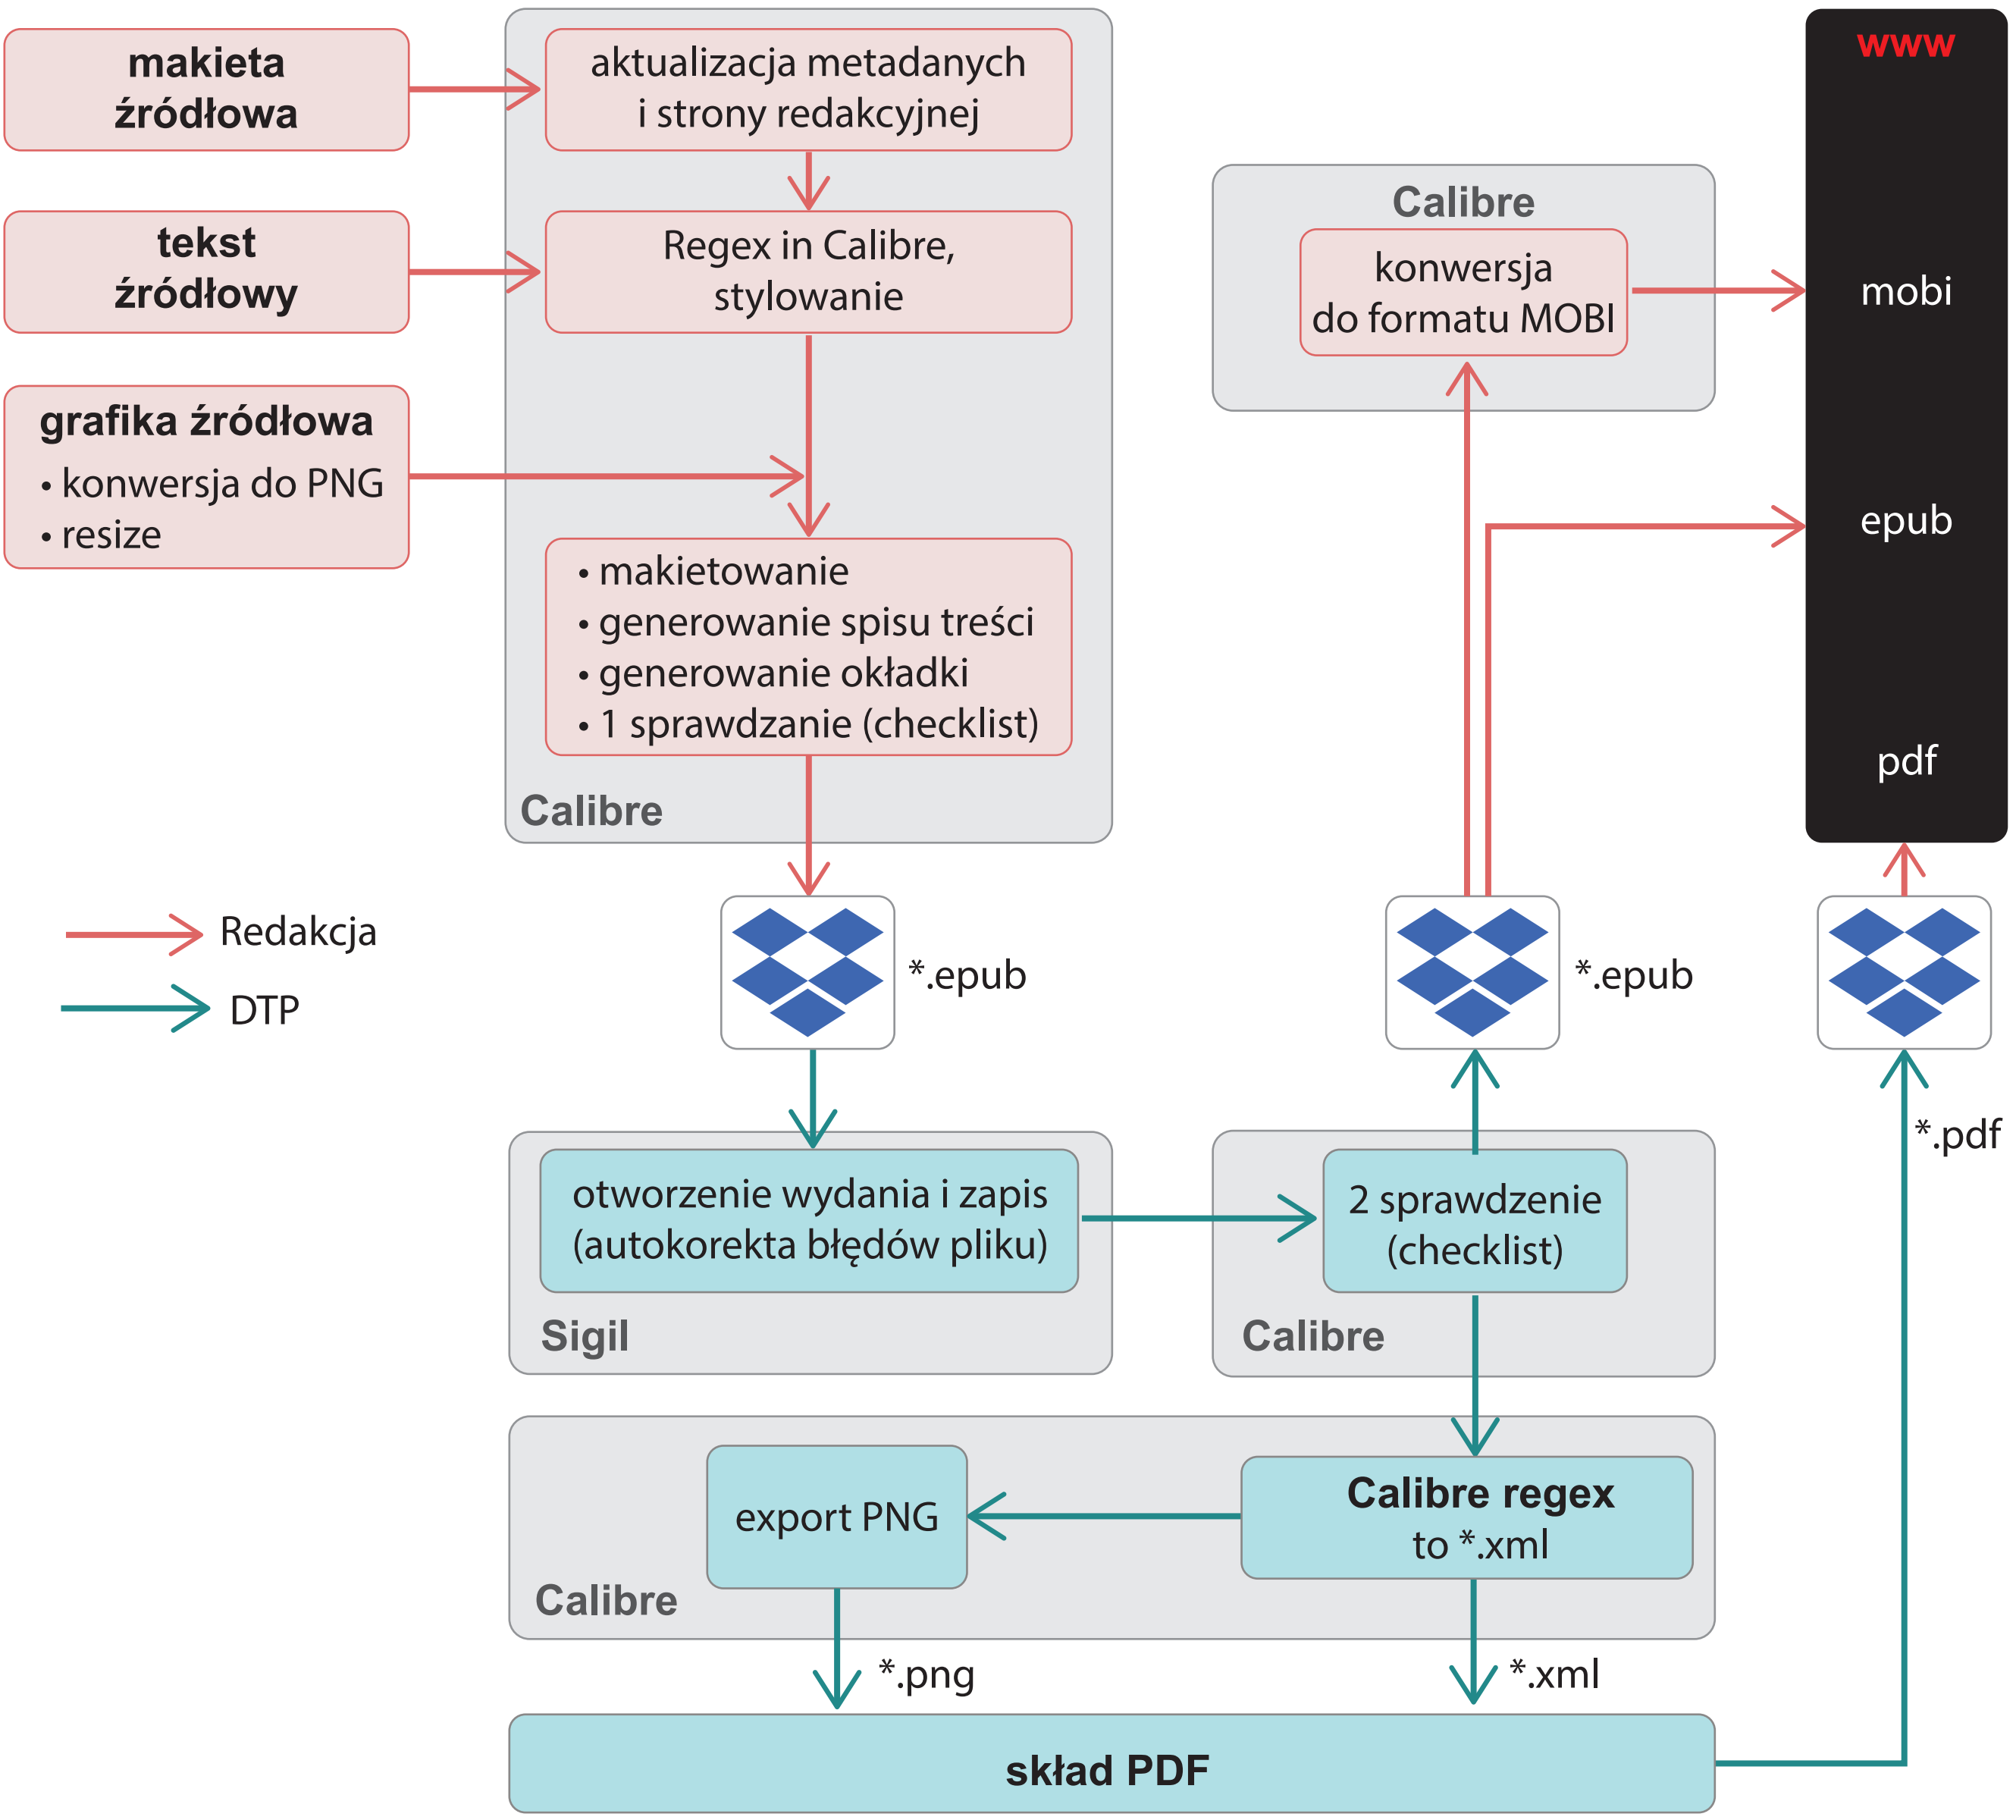 makieta
źródłowa
aktualizacja metadanych
i strony redakcyjnej
tekst
źródłowy
Regex in Calibre,
stylowanie
grafika źródłowa
• konwersja do PNG
• resize
• makietowanie
• generowanie spisu treści
• generowanie okładki
• 1 sprawdzanie (checklist)
Calibre
Calibre
konwersja
do formatu MOBI
www
mobi
epub
pdf
Redakcja
DTP
*.epub
*.epub
*.pdf
otworzenie wydania i zapis
(autokorekta błędów pliku)
Sigil
2 sprawdzenie
(checklist)
Calibre
export PNG
Calibre regex
to *.xml
Calibre
*.png
*.xml
skład PDF